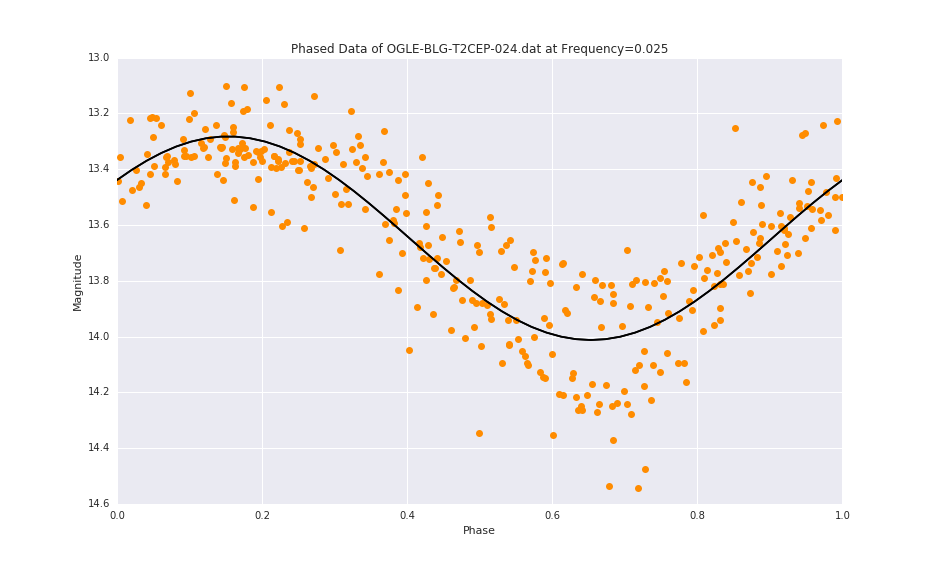 Phased Data of OGLE-BLG-T2CEP-024.dat at Frequency=0.025
13.0
13.2
13.4
13.6
13.8
14.0
14.2
14.4
14.6
Magnitude
0.0 0.2 0.4 0.6 0.8 1.0
Phase